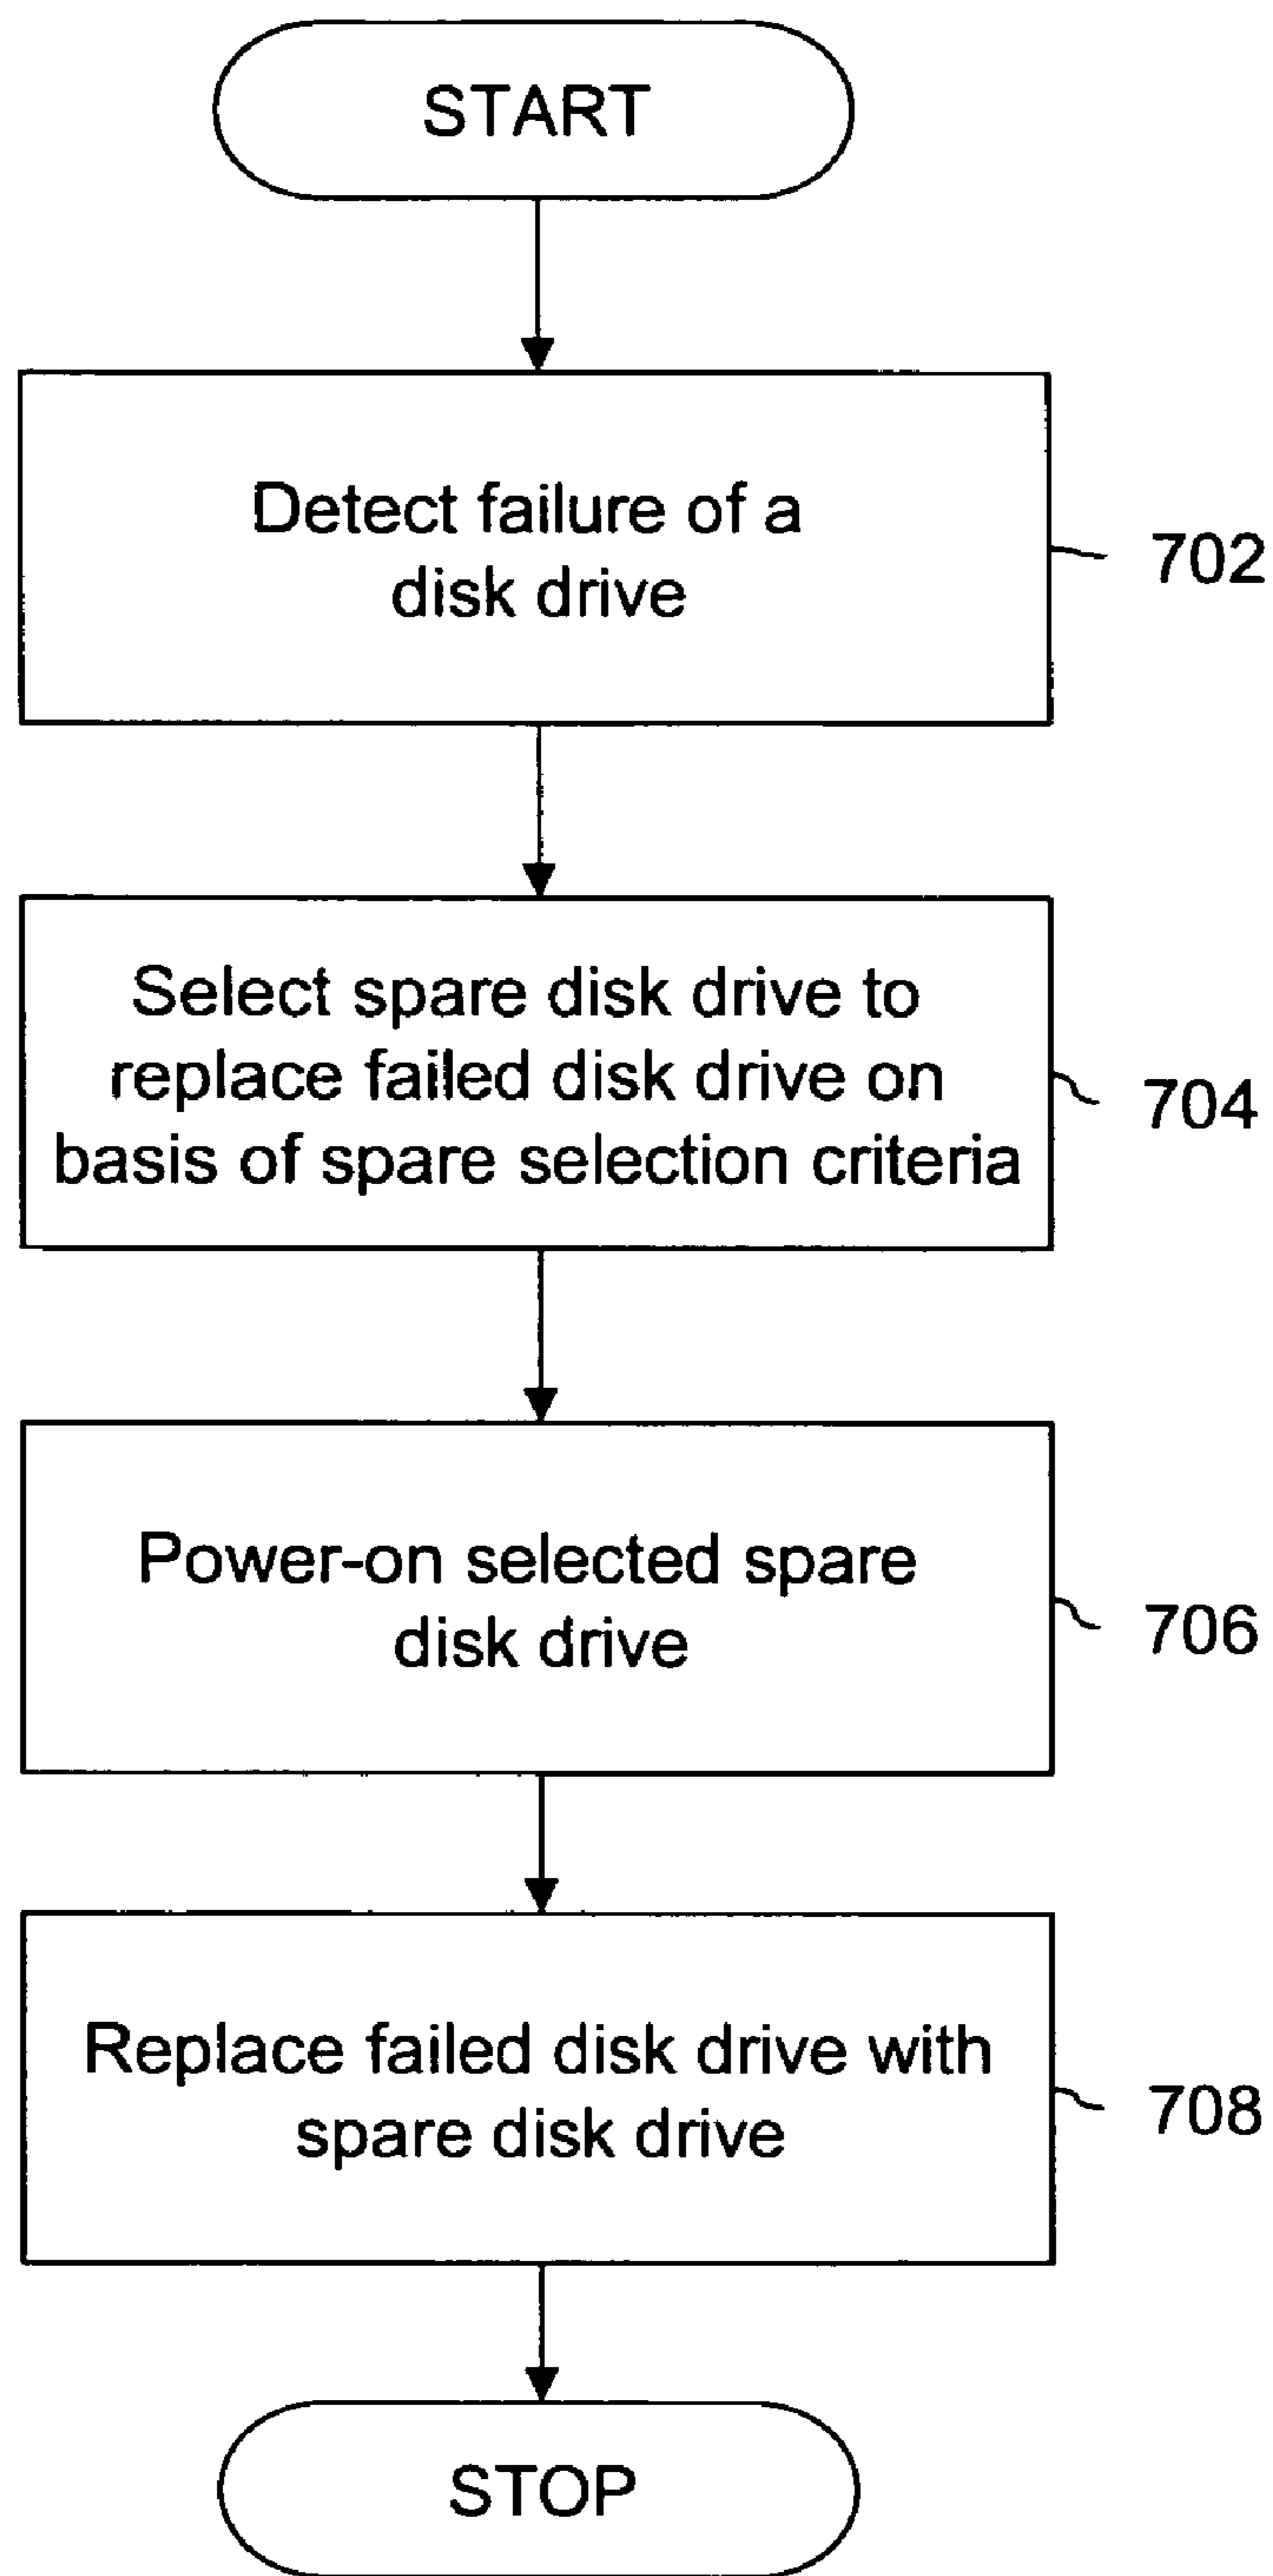 START
Detect failure of a
disk drive
702
Select spare disk drive to
replace failed disk drive on
basis of spare selection criteria
704
Power-on selected spare
disk drive
706
Replace failed disk drive with
spare disk drive
708
STOP